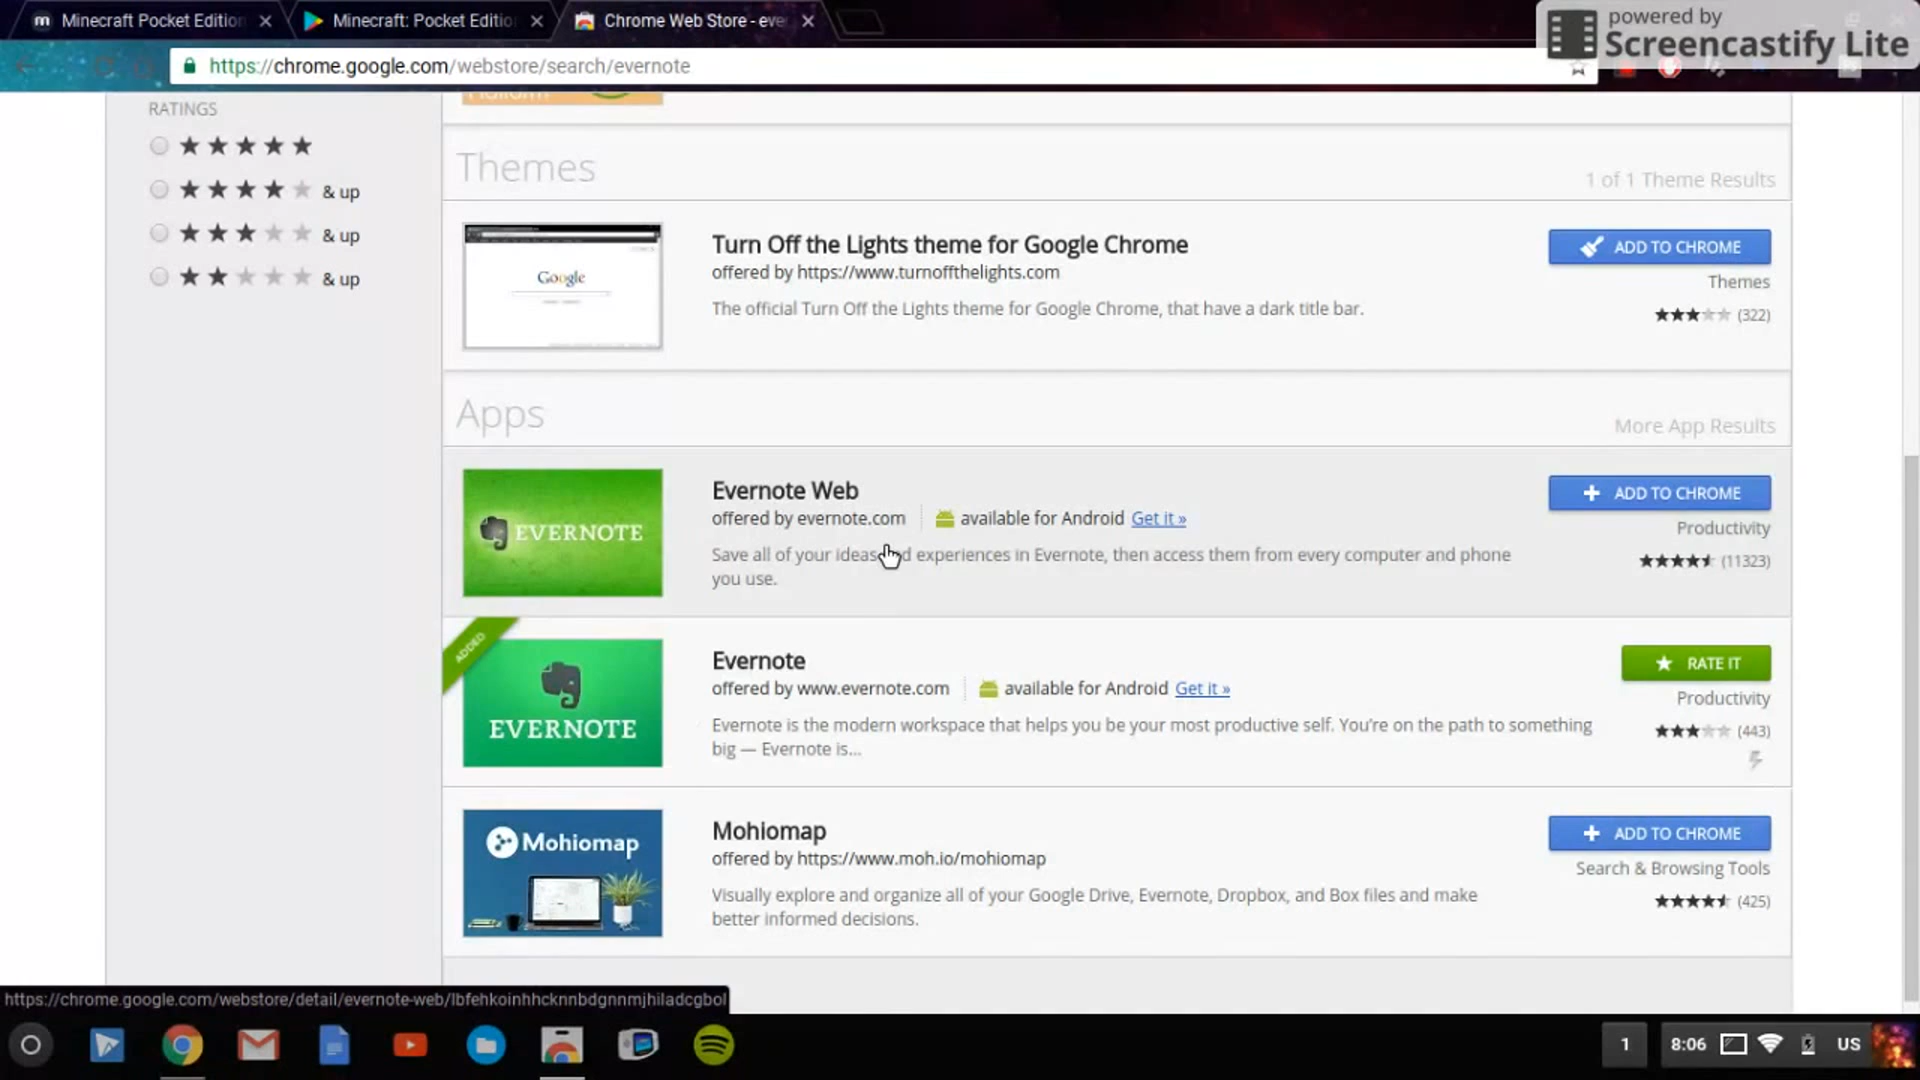 Minecraft Pocket Edition
Minecraft: Pocket Editio
Chrome Web Store - eve
powered by
Screencastify Lite
https://chrome.google.com/webstore/search/evernote
RATINGS
& up
& up
& up
Themes
1 of 1 Theme Results
Google
Turn Off the Lights theme for Google Chrome
offered by https://www.turnoffthelights.com
The official Turn Off the Lights theme for Google Chrome, that have a dark title bar.
ADD TO CHROME
Themes
(322)
Apps
More App Results
EVERNOTE
Evernote Web
offered by evernote.com
available for Android Get it »
Save all of your ideas experiences in Evernote, then access them from every computer and phone
you use.
ADD TO CHROME
Productivity
(11323)
ADDED
EVERNOTE
Evernote
offered by www.evernote.com
available for Android Get it »
Evernote is the modern workspace that helps you be your most productive self. You're on the path to something
big — Evernote is...
RATE IT
Productivity
(443)
Mohiomap
Mohiomap
offered by https://www.moh.io/mohiomap
Visually explore and organize all of your Google Drive, Evernote, Dropbox, and Box files and make
better informed decisions.
ADD TO CHROME
Search & Browsing Tools
(425)
https://chrome.google.com/webstore/detail/evernote-web/lbfehkoinhhcknnbdgnnmjhiladcgbol
1
8:06
US